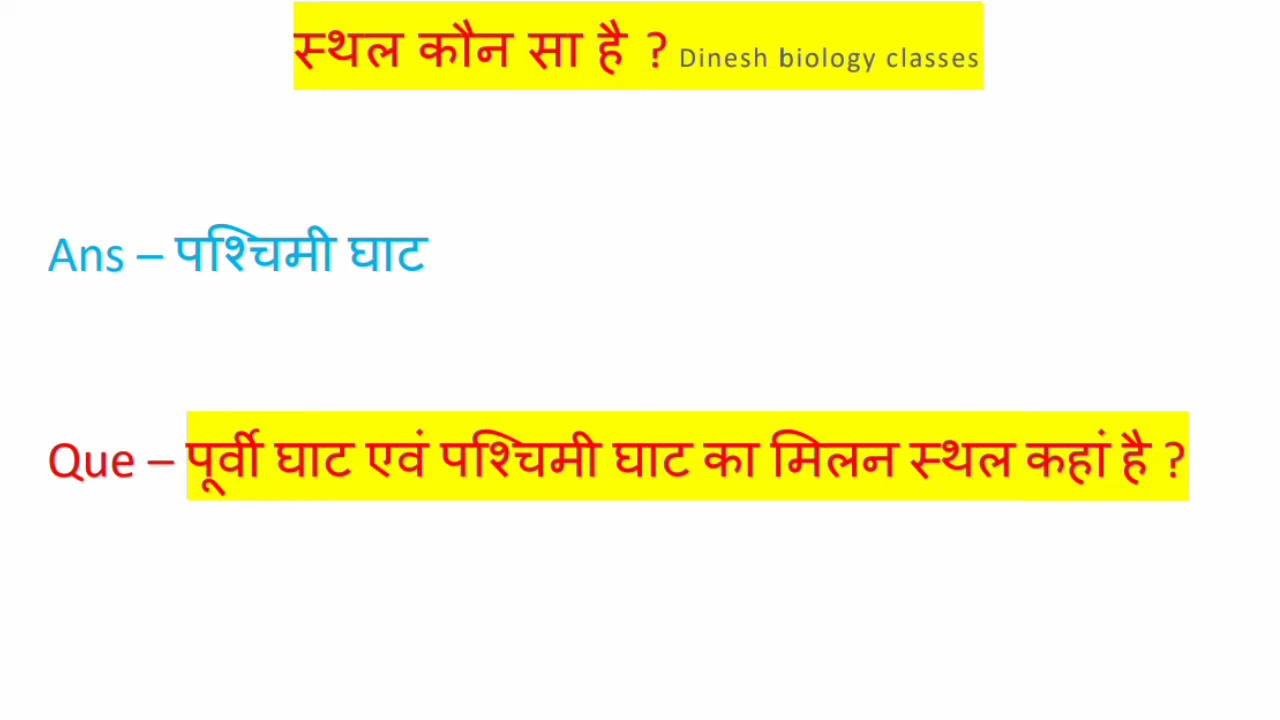 स्थल कौन सा है ? Dinesh biology classes
Ans – पश्चिमी घाट
Que – पूर्वी घाट एवं पश्चिमी घाट का मिलन स्थल कहां है ?